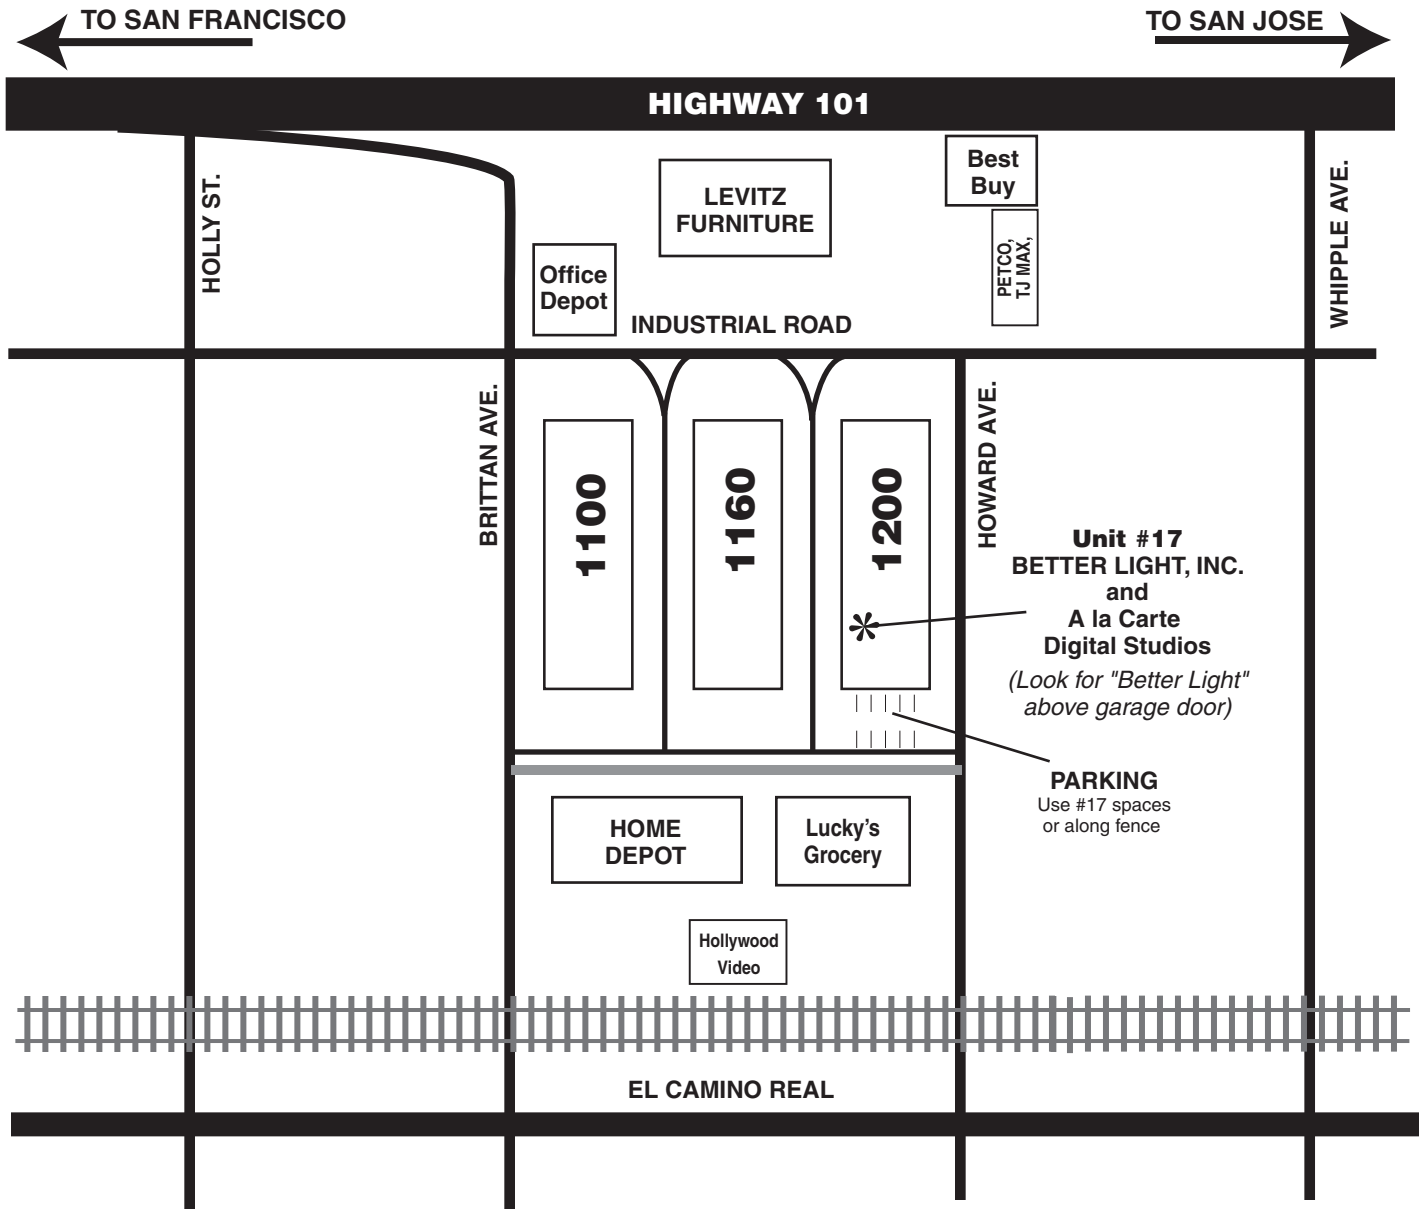 TO SAN FRANCISCO
TO SAN JOSE
HIGHWAY 101
HOLLY ST.
LEVITZ
FURNITURE
Best
Buy
PETCO,
TJ MAX,
WHIPPLE AVE.
Office
Depot
INDUSTRIAL ROAD
BRITTAN AVE.
1100
1160
1200
HOWARD AVE.
Unit #17
BETTER LIGHT, INC.
and
A la Carte
Digital Studios
(Look for "Better Light"
above garage door)
PARKING
Use #17 spaces
or along fence
HOME
DEPOT
Lucky’s
Grocery
Hollywood
Video
EL CAMINO REAL